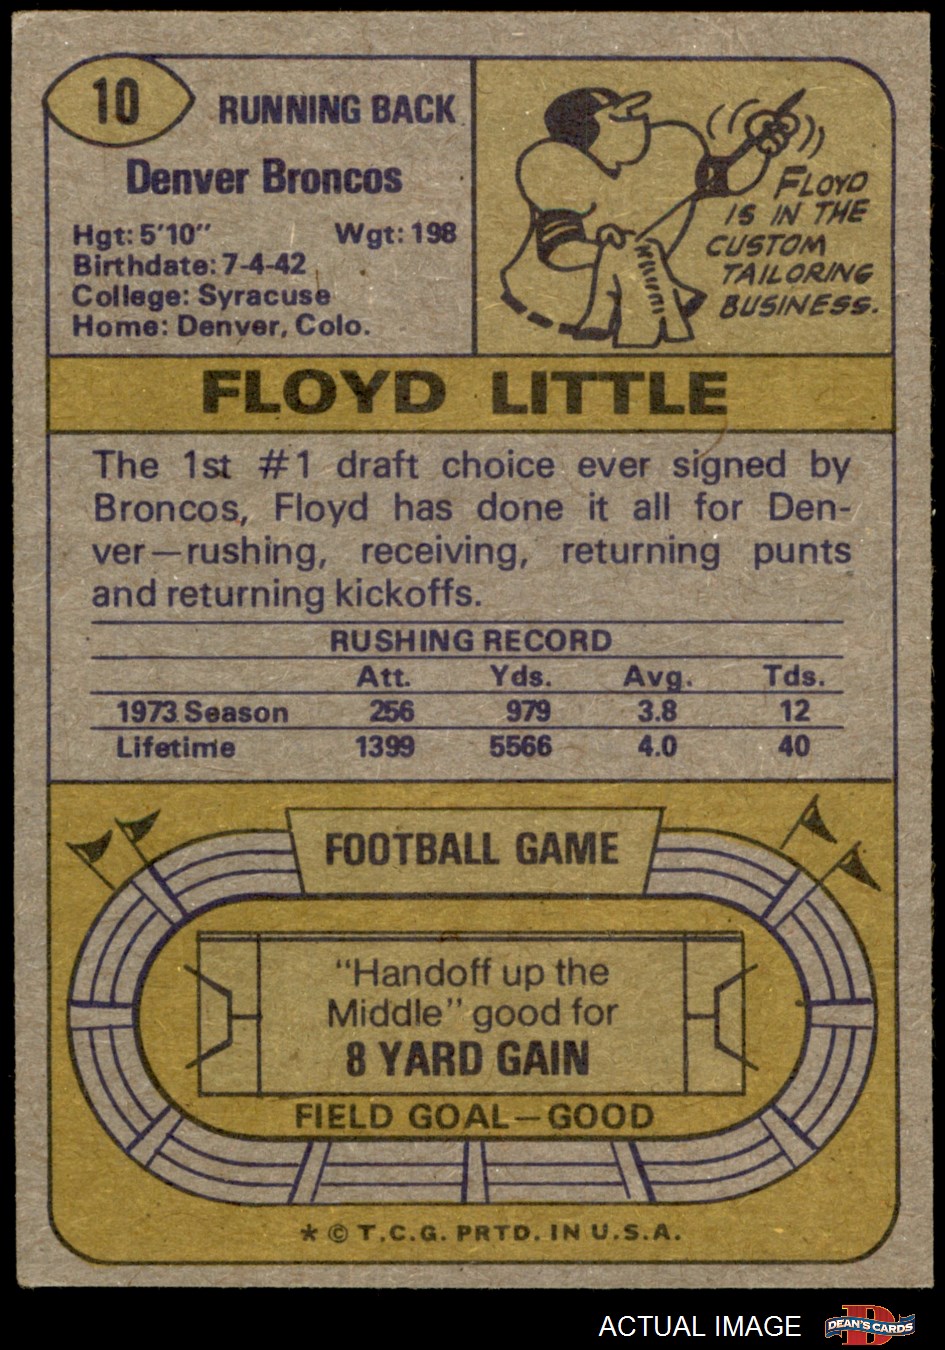 10
RUNNING BACK
Denver Broncos
Hgt: 5'10" Wgt: 198
Birthdate: 7-4-42
College: Syracuse
Home: Denver, Colo.
FLOYD
IS IN THE
CUSTOM
TAILORING
BUSINESS.
FLOYD LITTLE
The 1st #1 draft choice ever signed by
Broncos, Floyd has done it all for Den-
ver—rushing, receiving, returning punts
and returning kickoffs.
RUSHING RECORD
Att. Yds. Avg. Tds.
1973 Season 256 979 3.8 12
Lifetime 1399 5566 4.0 40
FOOTBALL GAME
"Handoff up the
Middle" good for
8 YARD GAIN
FIELD GOAL—GOOD
* © T.C.G. PRTD. IN U.S.A.
ACTUAL IMAGE
D
DEAN'S CARDS